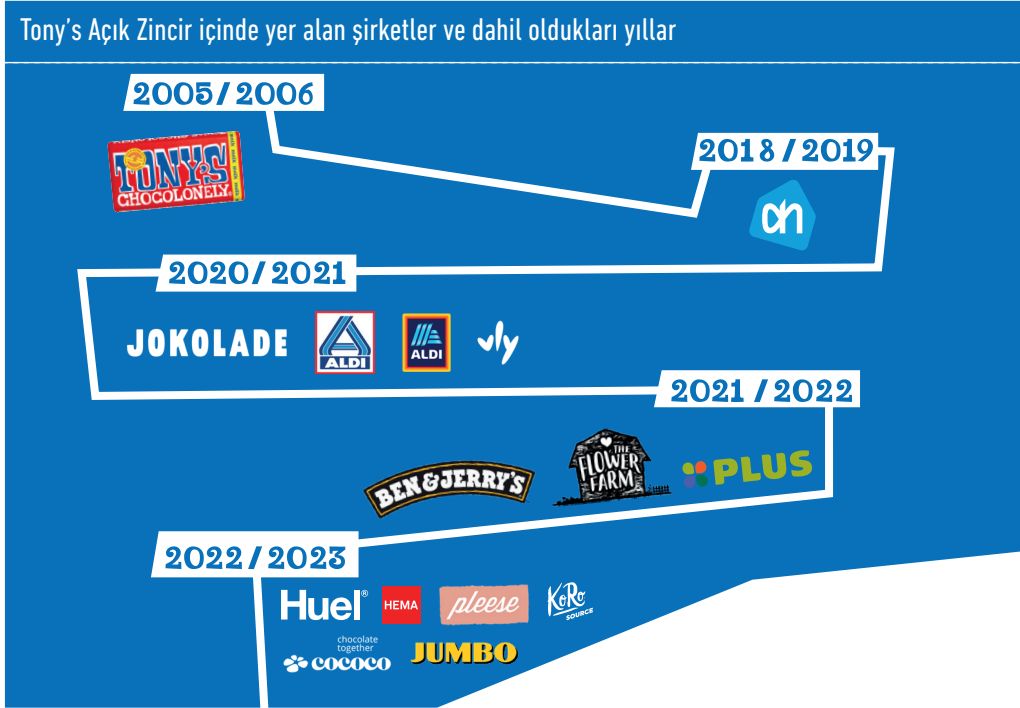 Tony's Açık Zincir içinde yer alan şirketler ve dahil oldukları yıllar
2005 / 2006
TONY'S
CHOCOLONELY
2018 / 2019
ah
2020 / 2021
JOKOLADE
ALDI
ALDI
vly
2021 / 2022
BEN & JERRY'S
THE
FLOWER
FARM
PLUS
2022 / 2023
Huel®
HEMA
pleese
KoRo
SOURCE
chocolate
together
cococo
JUMBO